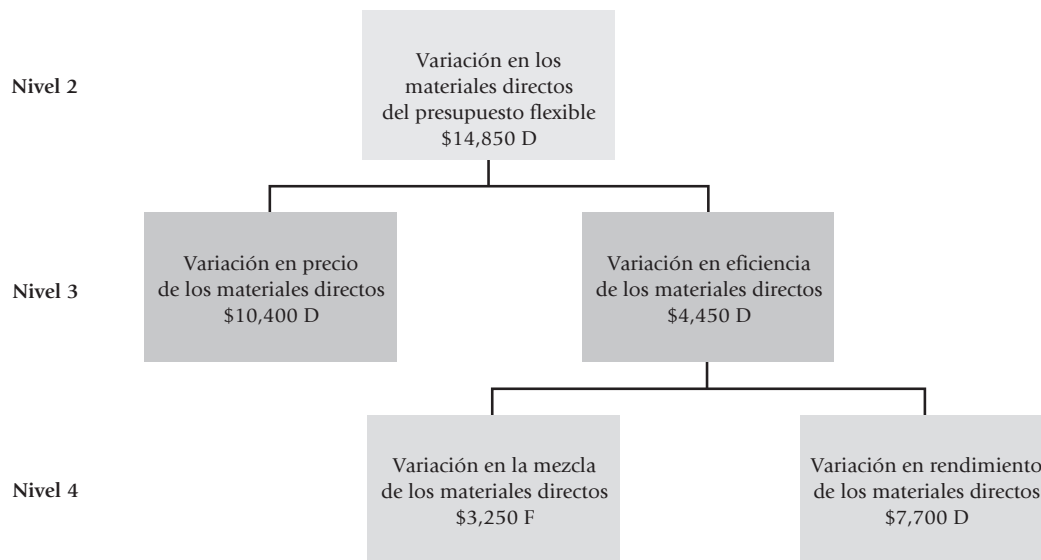 Nivel 2
Variación en los
materiales directos
del presupuesto flexible
$14,850 D
Nivel 3
Variación en precio
de los materiales directos
$10,400 D
Variación en eficiencia
de los materiales directos
$4,450 D
Nivel 4
Variación en la mezcla
de los materiales directos
$3,250 F
Variación en rendimiento
de los materiales directos
$7,700 D